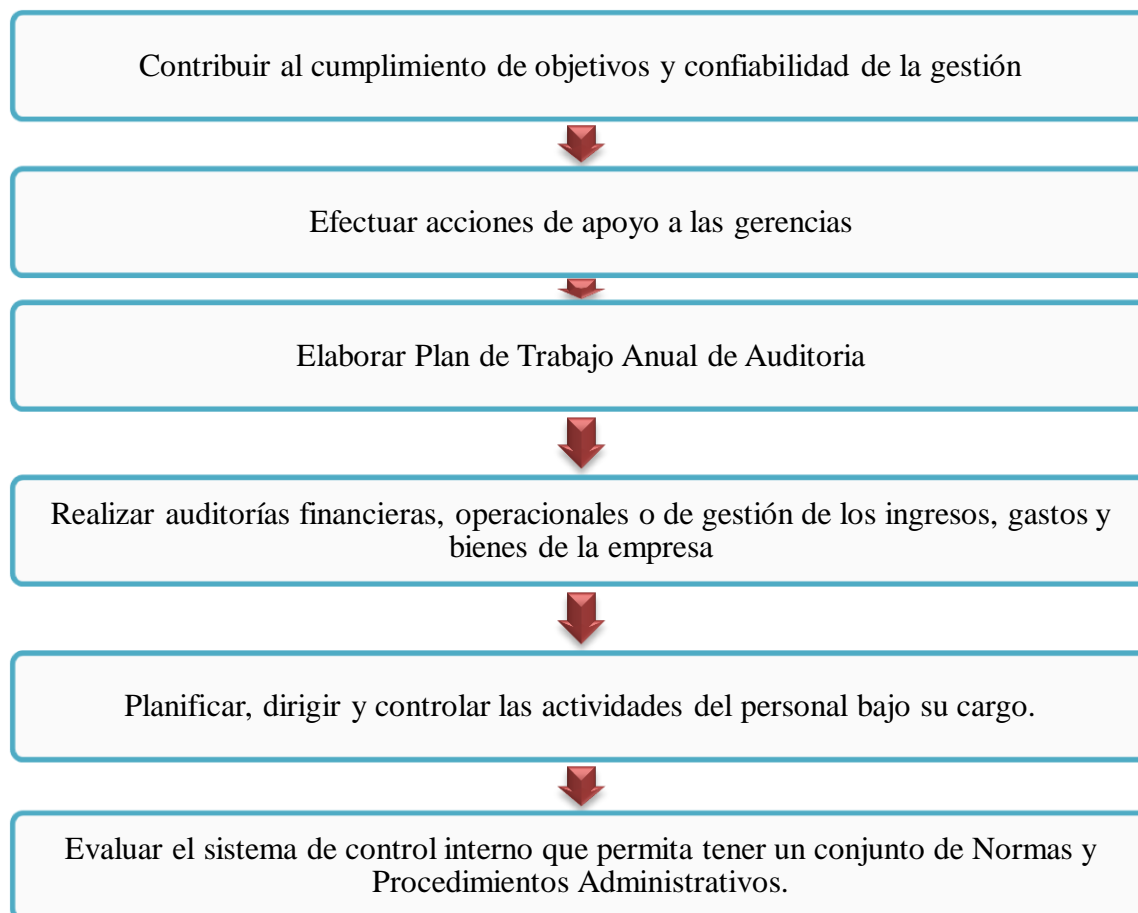 Contribuir al cumplimiento de objetivos y confiabilidad de la gestión
Efectuar acciones de apoyo a las gerencias
Elaborar Plan de Trabajo Anual de Auditoria
Realizar auditorías financieras, operacionales o de gestión de los ingresos, gastos y
bienes de la empresa
Planificar, dirigir y controlar las actividades del personal bajo su cargo.
Evaluar el sistema de control interno que permita tener un conjunto de Normas y
Procedimientos Administrativos.